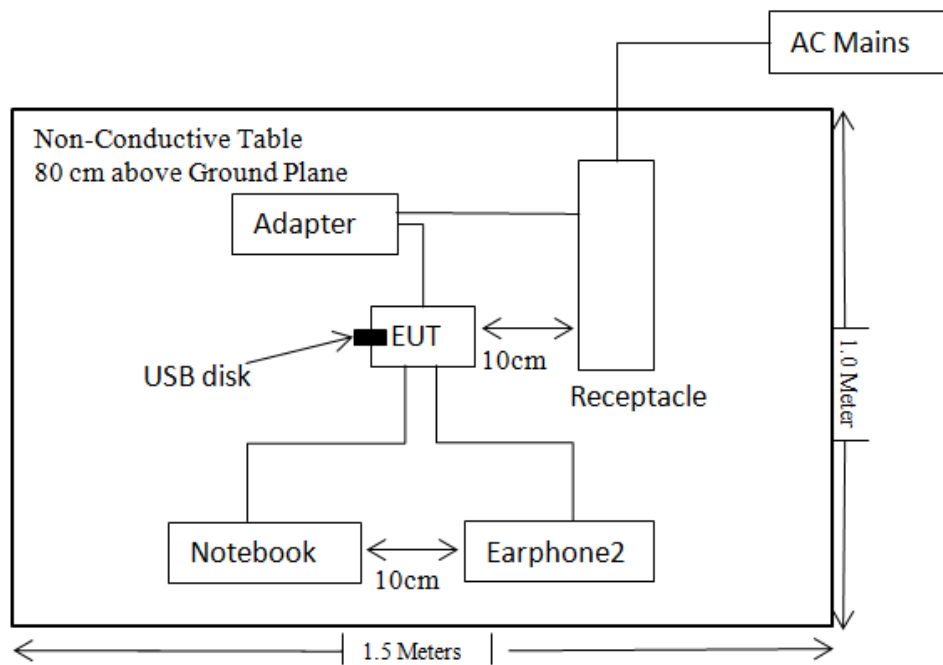 AC Mains
Non-Conductive Table
80 cm above Ground Plane
Adapter
EUT
10cm
USB disk
Receptacle
1.0 Meter
Notebook
10cm
Earphone2
1.5 Meters